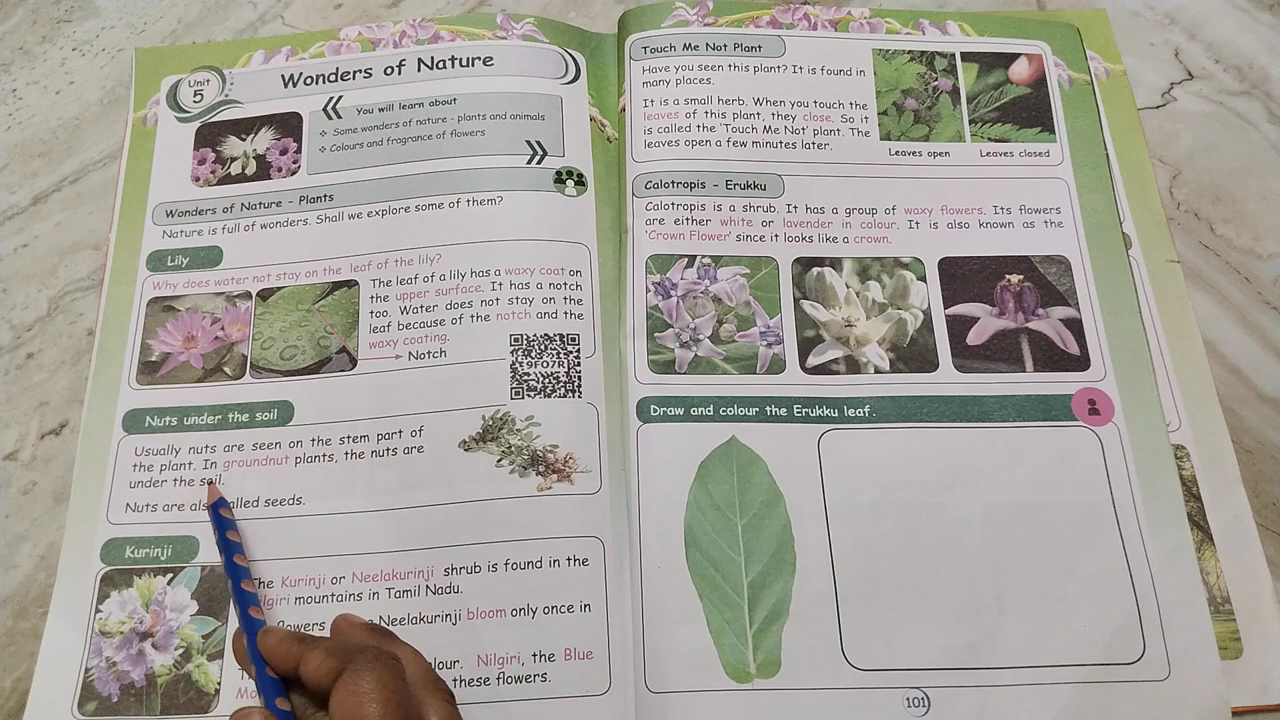 Unit
5
Wonders of Nature
You will learn about
Some wonders of nature - plants and animals
Colours and fragrance of flowers
Wonders of Nature - Plants
Nature is full of wonders. Shall we explore some of them?
Lily
Why does water not stay on the leaf of the lily?
The leaf of a lily has a waxy coat on
the upper surface. It has a notch
too. Water does not stay on the
leaf because of the notch and the
waxy coating.
Notch
E9F07R
Nuts under the soil
Usually nuts are seen on the stem part of
the plant. In groundnut plants, the nuts are
under the soil.
Nuts are also called seeds.
Kurinji
The Kurinji or Neelakurinji shrub is found in the
Nilgiri mountains in Tamil Nadu.
flowers Neelakurinji bloom only once in
colour. Nilgiri, the Blue
these flowers.
Touch Me Not Plant
Have you seen this plant? It is found in
many places.
It is a small herb. When you touch the
leaves of this plant, they close. So it
is called the 'Touch Me Not' plant. The
leaves open a few minutes later.
Leaves open
Leaves closed
Calotropis - Erukku
Calotropis is a shrub. It has a group of waxy flowers. Its flowers
are either white or lavender in colour. It is also known as the
'Crown Flower' since it looks like a crown.
Draw and colour the Erukku leaf.
101